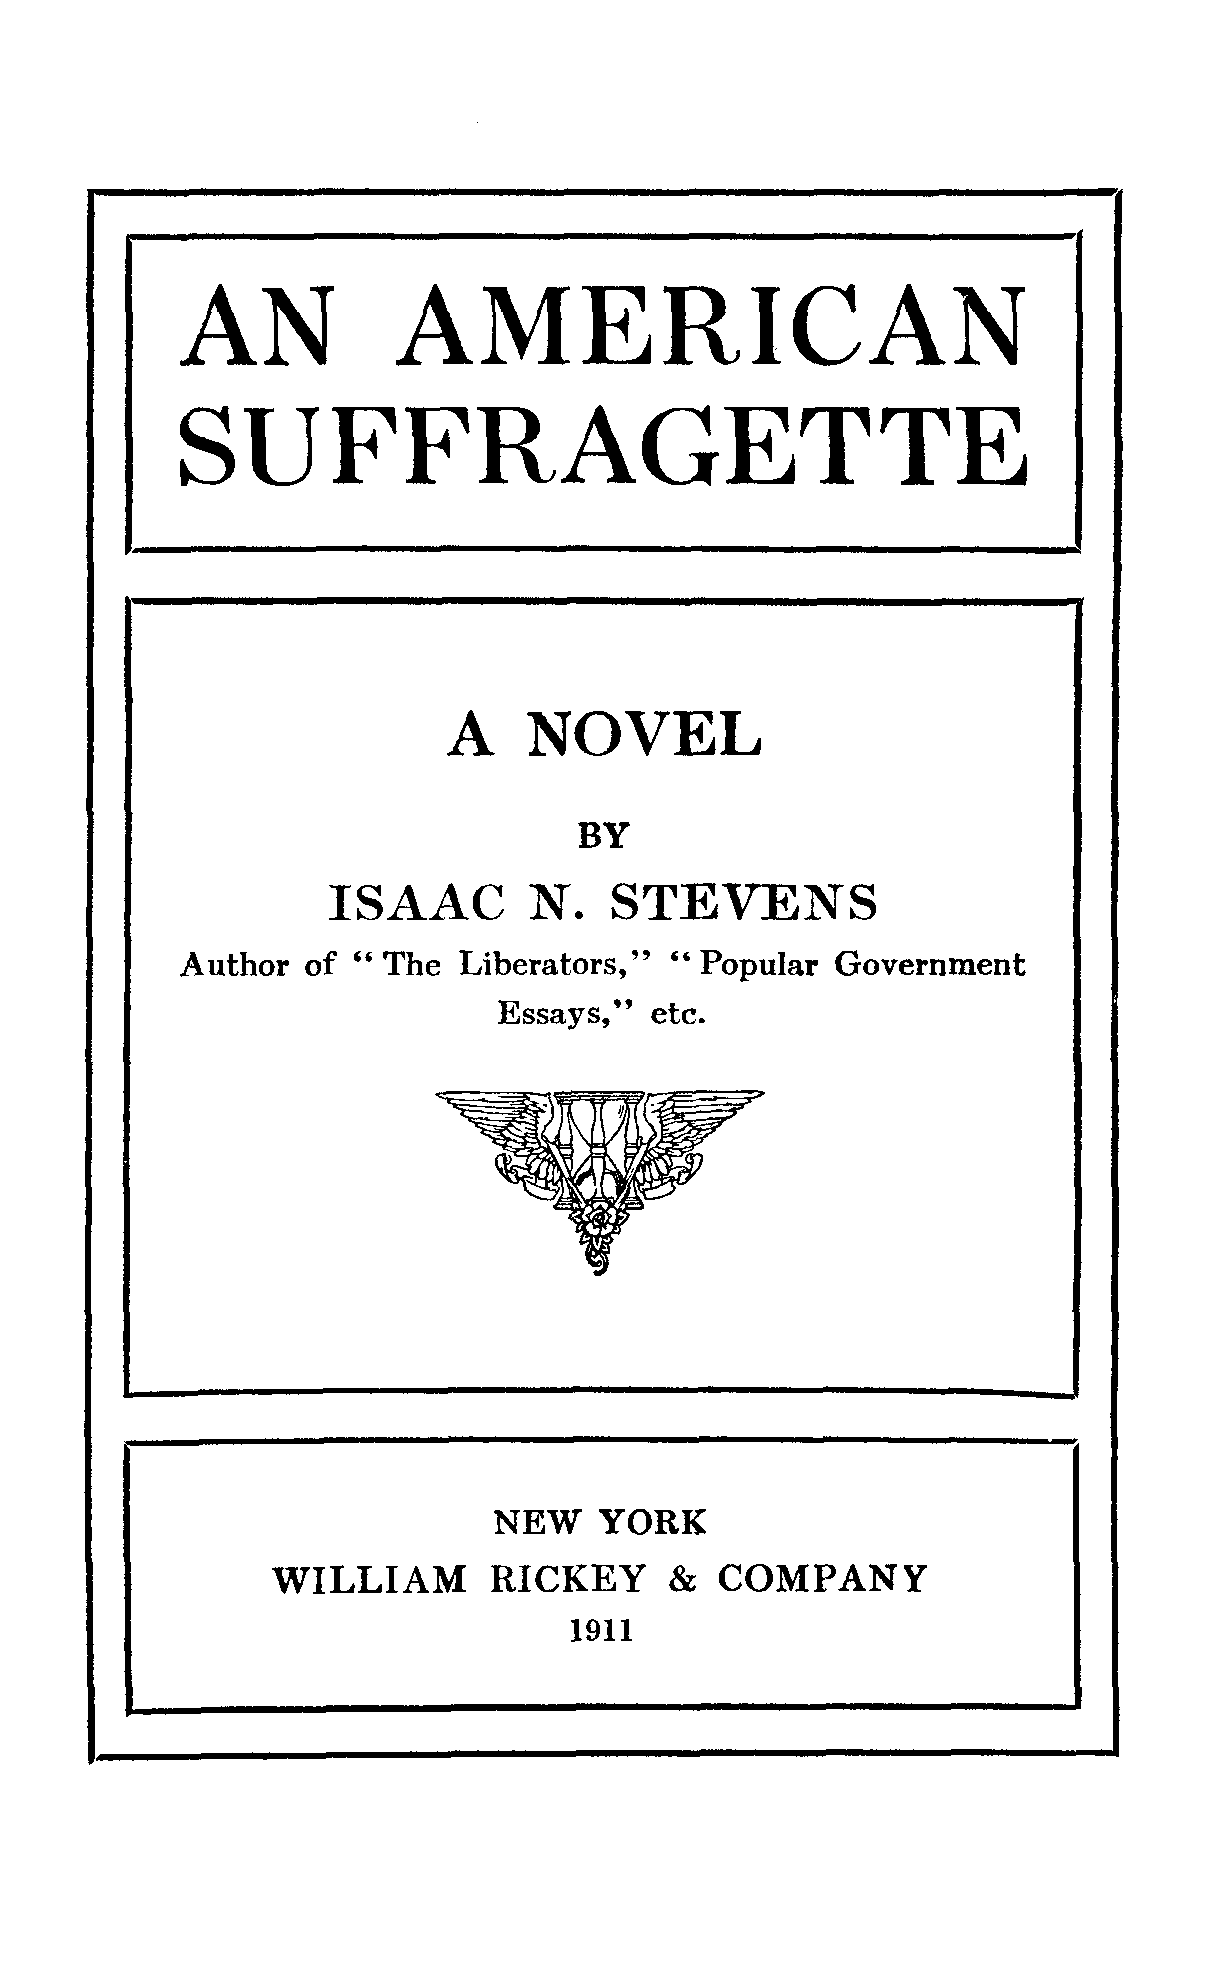 AN AMERICAN
SUFFRAGETTE
A NOVEL
BY
ISAAC N. STEVENS
Author of “The Liberators,” “Popular Government
Essays,” etc.
NEW YORK
WILLIAM RICKEY & COMPANY
1911